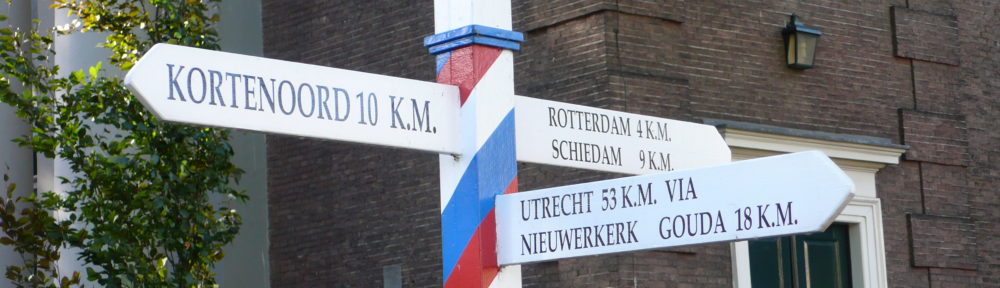 KORTENOORD 10 K.M.
ROTTERDAM 4 K.M.
SCHIEDAM 9 K.M.
UTRECHT 53 K.M. VIA
NIEUWERKERK GOUDA 18 K.M.